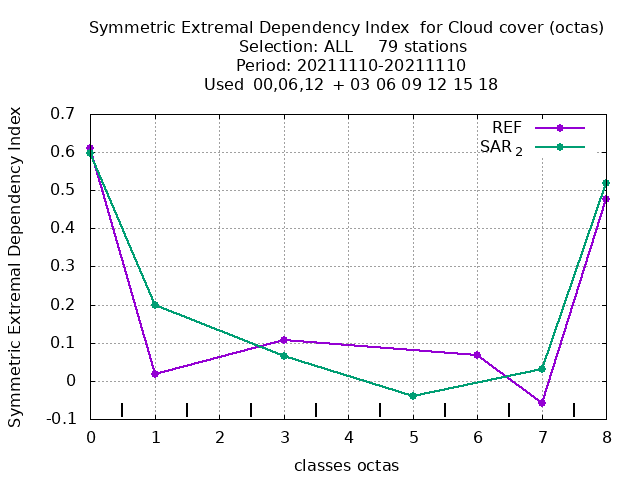 Symmetric Extremal Dependency Index  for Cloud cover (octas)
Selection: ALL     79 stations
Period: 20211110-20211110
Used  00,06,12  + 03 06 09 12 15 18
Symmetric Extremal Dependency Index
0.7
0.6
0.5
0.4
0.3
0.2
0.1
0
-0.1
REF
SAR 2
0 1 2 3 4 5 6 7 8
classes octas